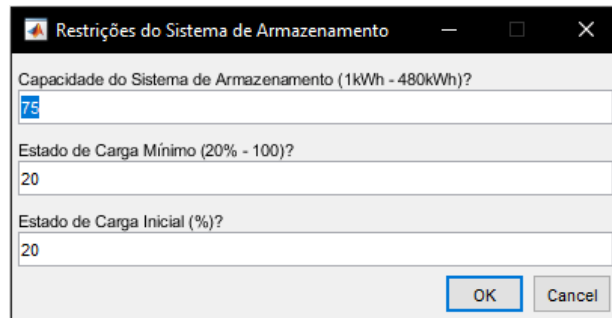 Restrições do Sistema de Armazenamento
Capacidade do Sistema de Armazenamento (1kWh - 480kWh)?
75
Estado de Carga Mínimo (20% - 100)?
20
Estado de Carga Inicial (%)?
20
OK Cancel